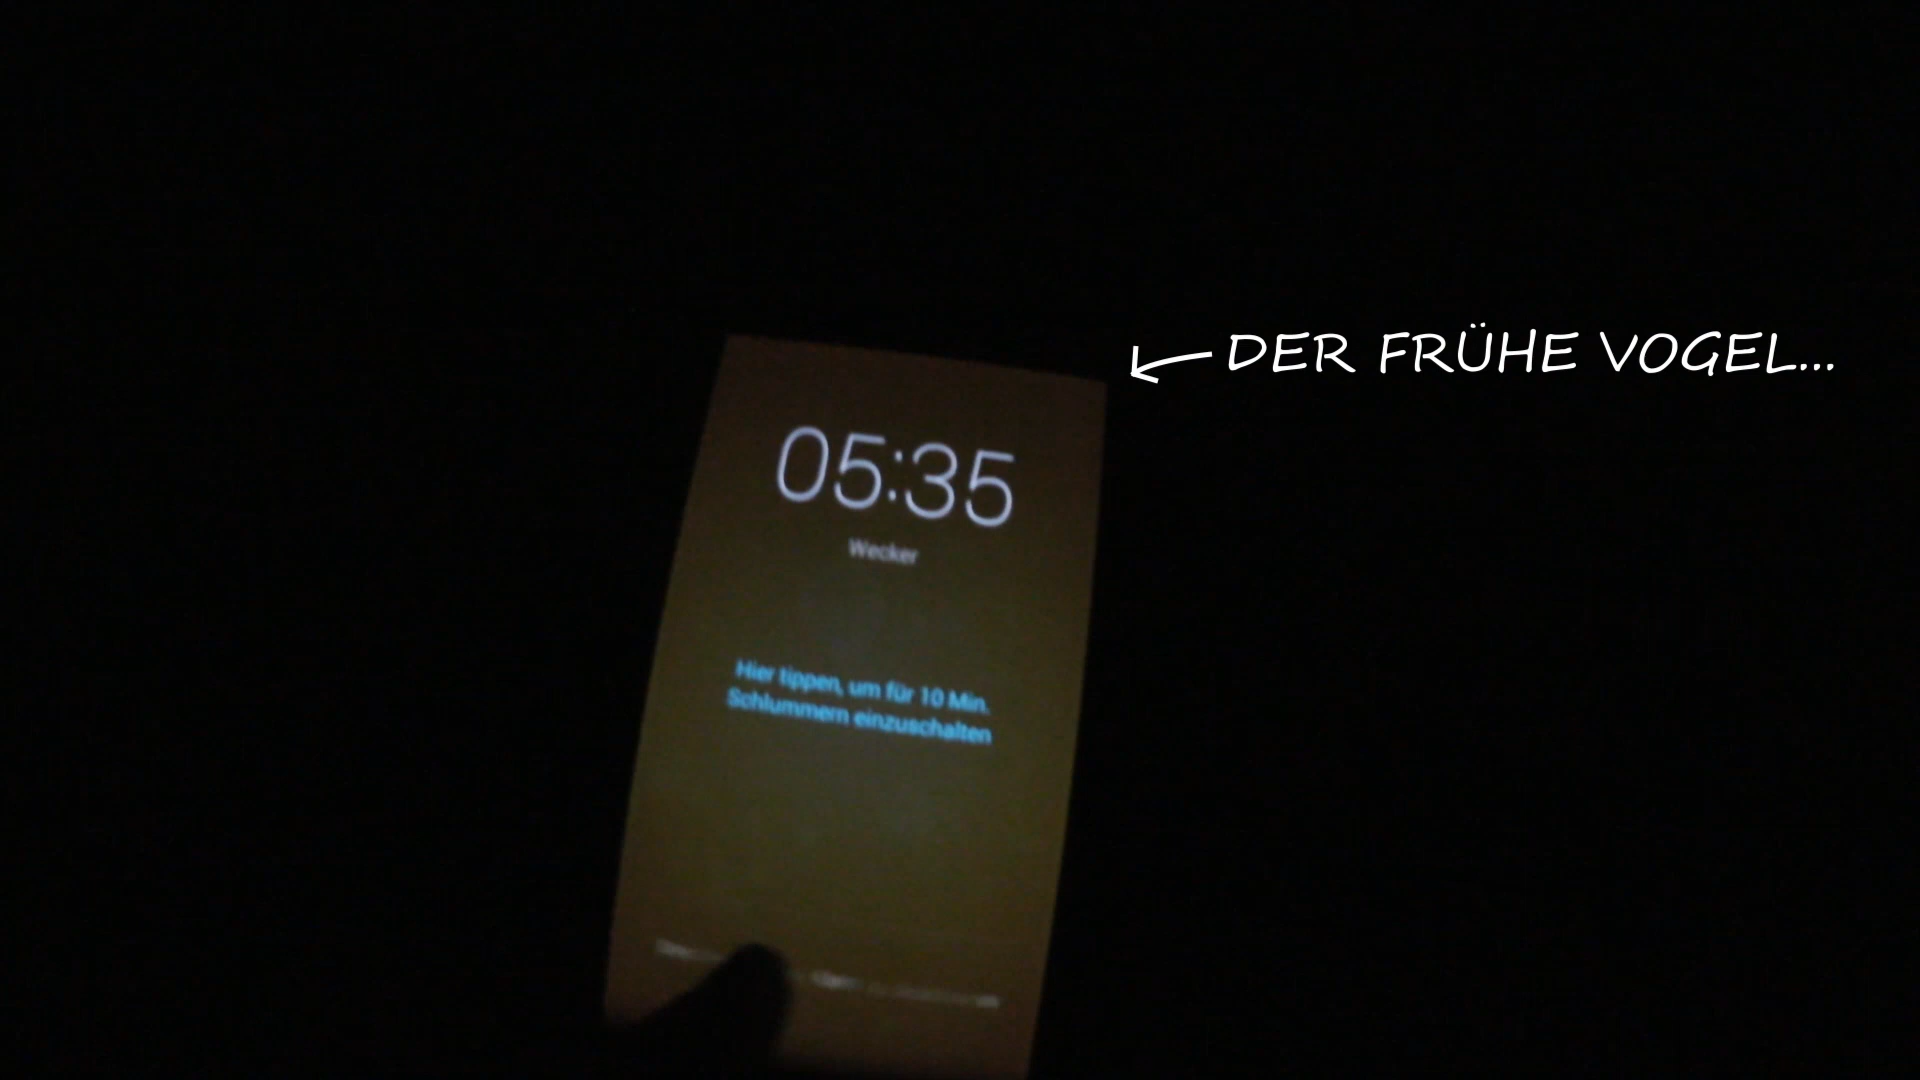 DER FRÜHE VOGEL...
05:35
Wecker
Hier tippen, um für 10 Min.
Schlummern einzuschalten